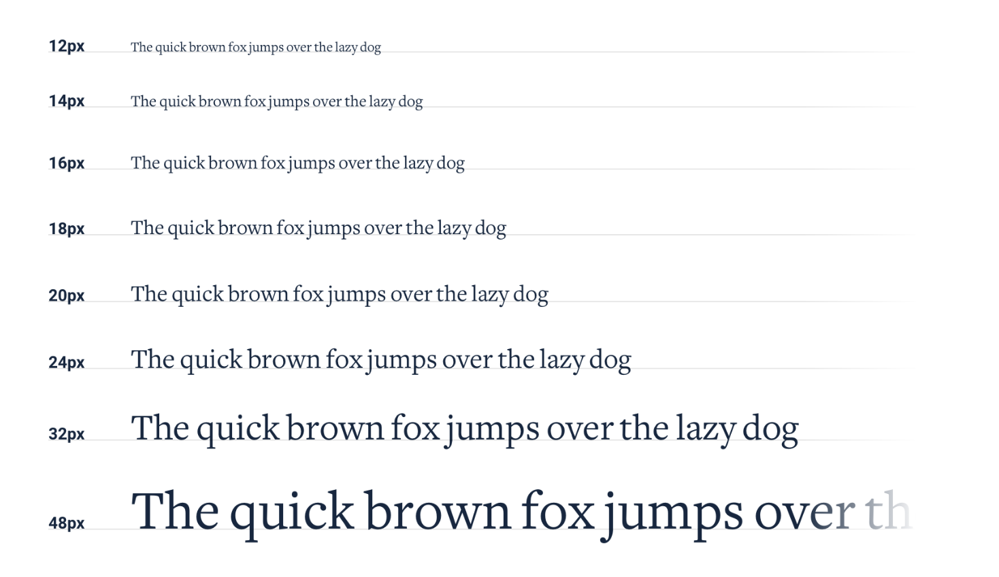 12px The quick brown fox jumps over the lazy dog
14px The quick brown fox jumps over the lazy dog
16px The quick brown fox jumps over the lazy dog
18px The quick brown fox jumps over the lazy dog
20px The quick brown fox jumps over the lazy dog
24px The quick brown fox jumps over the lazy dog
32px The quick brown fox jumps over the lazy dog
48px The quick brown fox jumps over th